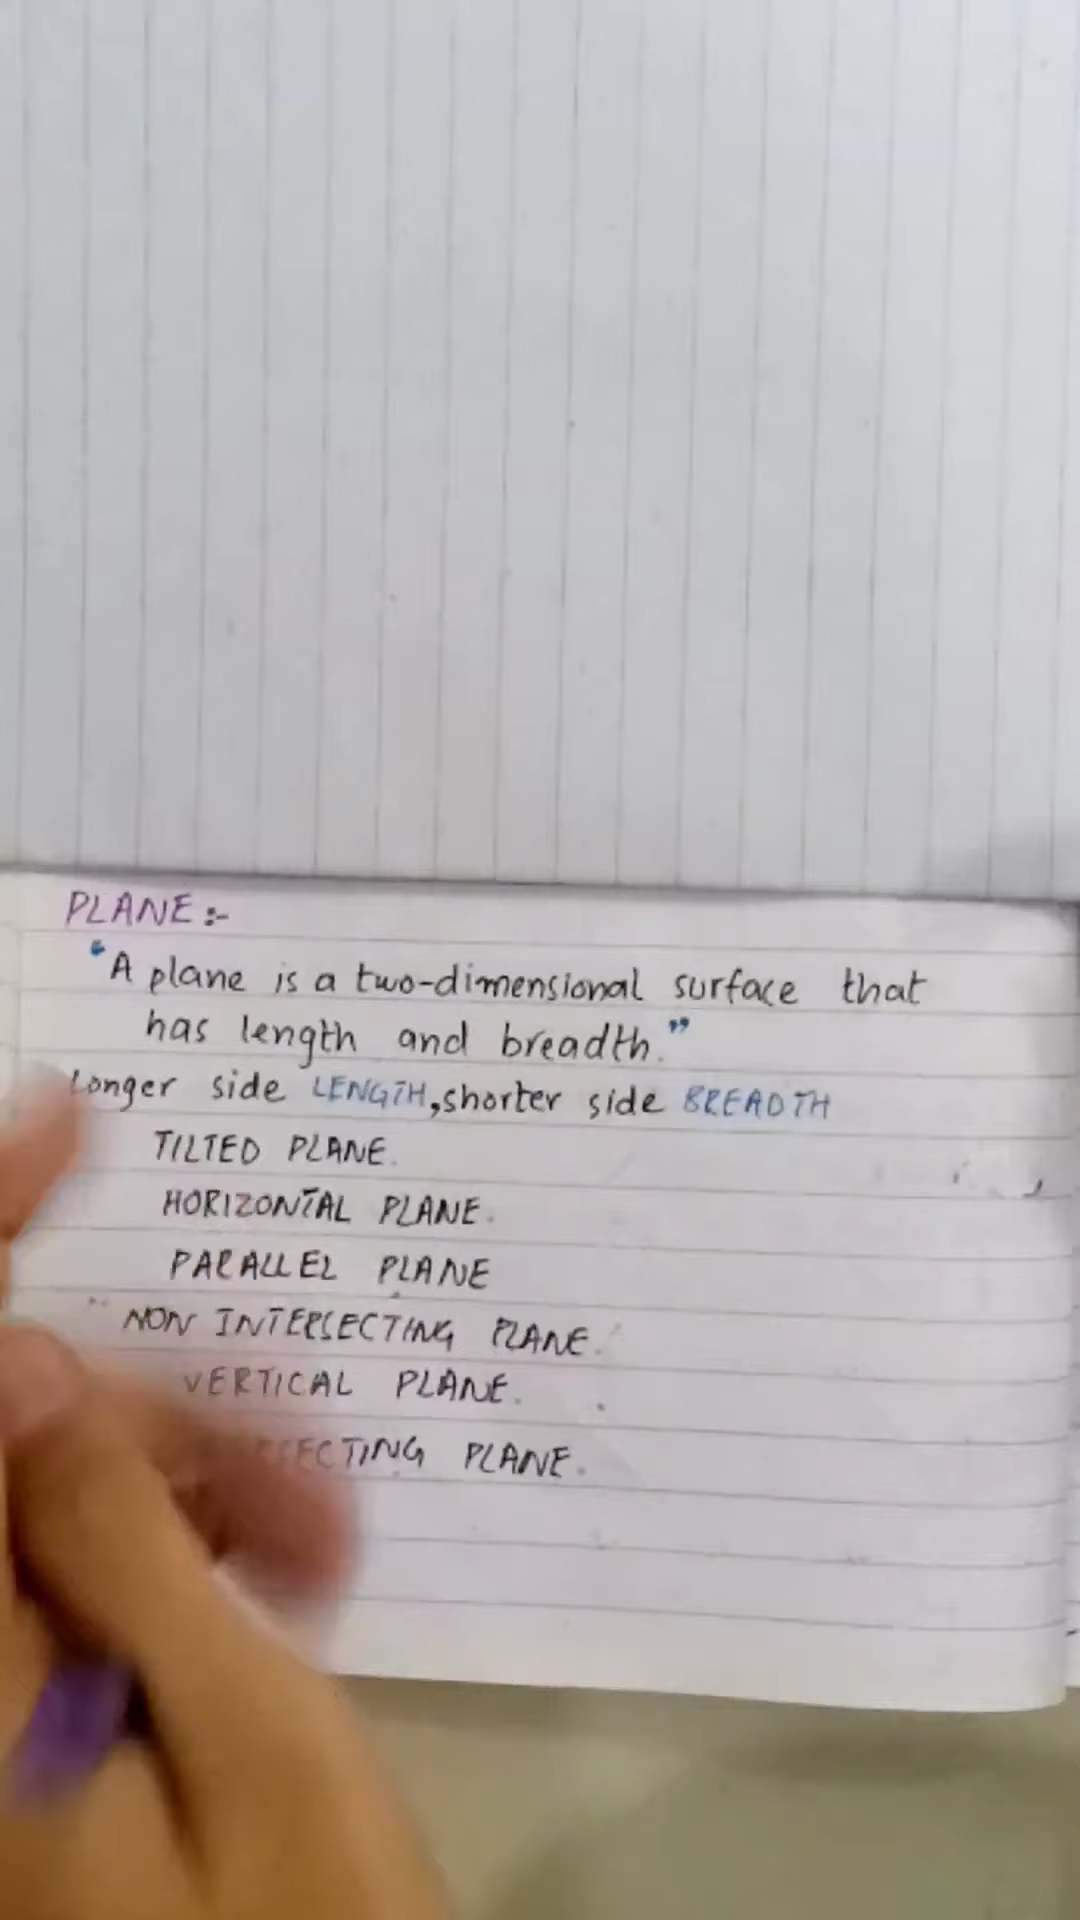 PLANE :-
"A plane is a two-dimensional surface that
has length and breadth."
Longer side LENGTH, shorter side BREADTH
TILTED PLANE.
HORIZONTAL PLANE.
PARALLEL PLANE
NON INTERSECTING PLANE.
VERTICAL PLANE.
PLANE.